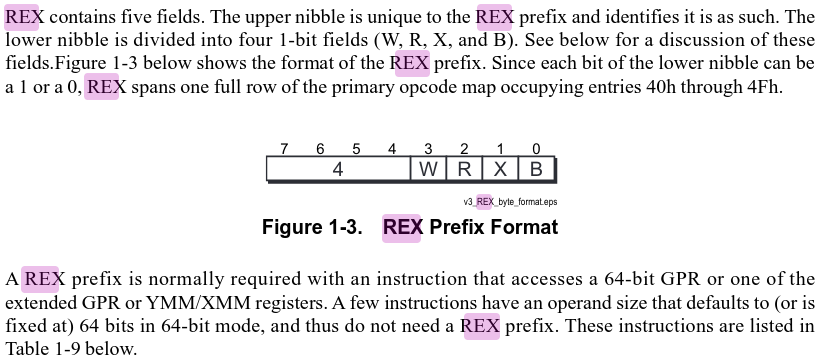 REX contains five fields. The upper nibble is unique to the REX prefix and identifies it is as such. The
lower nibble is divided into four 1-bit fields (W, R, X, and B). See below for a discussion of these
fields.Figure 1-3 below shows the format of the REX prefix. Since each bit of the lower nibble can be
a 1 or a 0, REX spans one full row of the primary opcode map occupying entries 40h through 4Fh.
7 6 5 4 3 2 1 0
4 W R X B
v3_REX_byte_format.eps
Figure 1-3. REX Prefix Format
A REX prefix is normally required with an instruction that accesses a 64-bit GPR or one of the
extended GPR or YMM/XMM registers. A few instructions have an operand size that defaults to (or is
fixed at) 64 bits in 64-bit mode, and thus do not need a REX prefix. These instructions are listed in
Table 1-9 below.